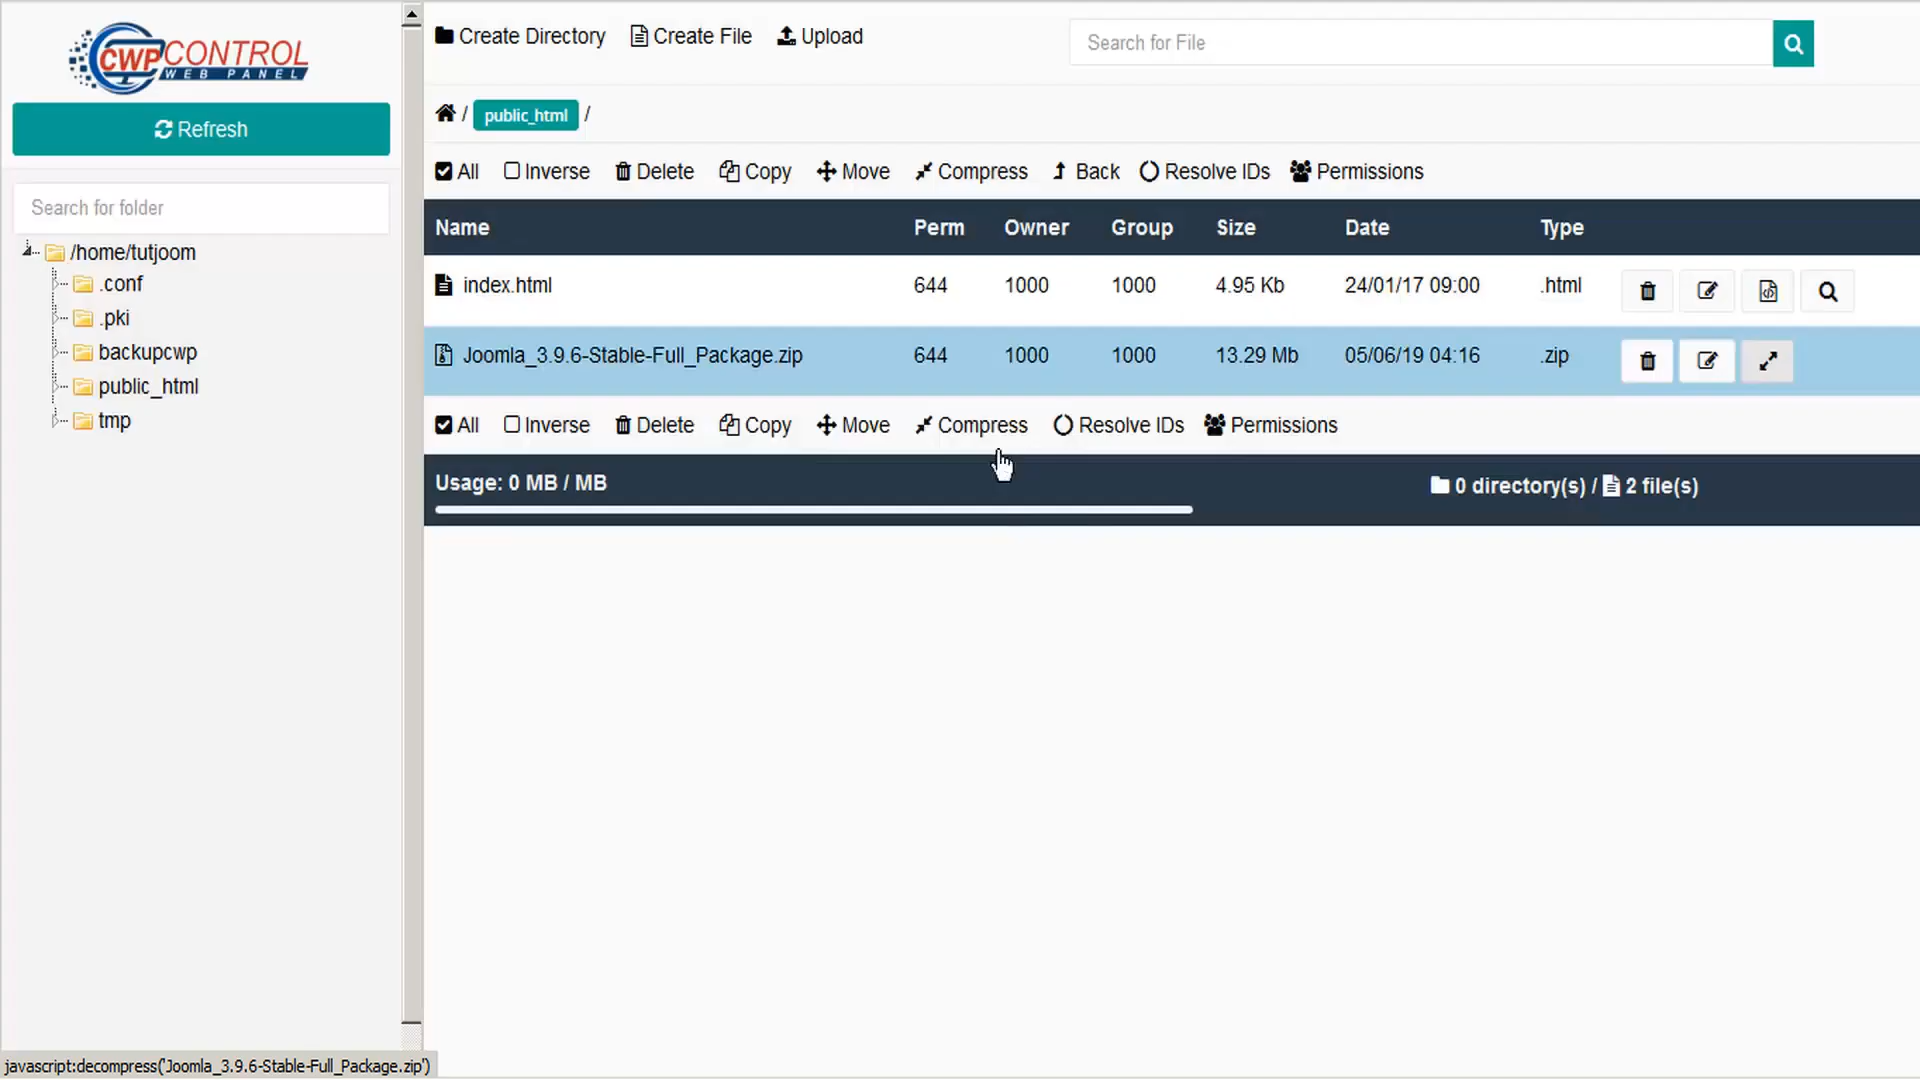 CWP CONTROL
WEB PANEL
Refresh
Search for folder
/home/tutjoom
.conf
.pki
backupcwp
public_html
tmp
Create Directory Create File Upload
Search for File
/ public_html /
All Inverse Delete Copy Move Compress Back Resolve IDs Permissions
Name Perm Owner Group Size Date Type
index.html 644 1000 1000 4.95 Kb 24/01/17 09:00 .html
Joomla_3.9.6-Stable-Full_Package.zip 644 1000 1000 13.29 Mb 05/06/19 04:16 .zip
All Inverse Delete Copy Move Compress Resolve IDs Permissions
Usage: 0 MB / MB
0 directory(s) / 2 file(s)
javascript:decompress('Joomla_3.9.6-Stable-Full_Package.zip')